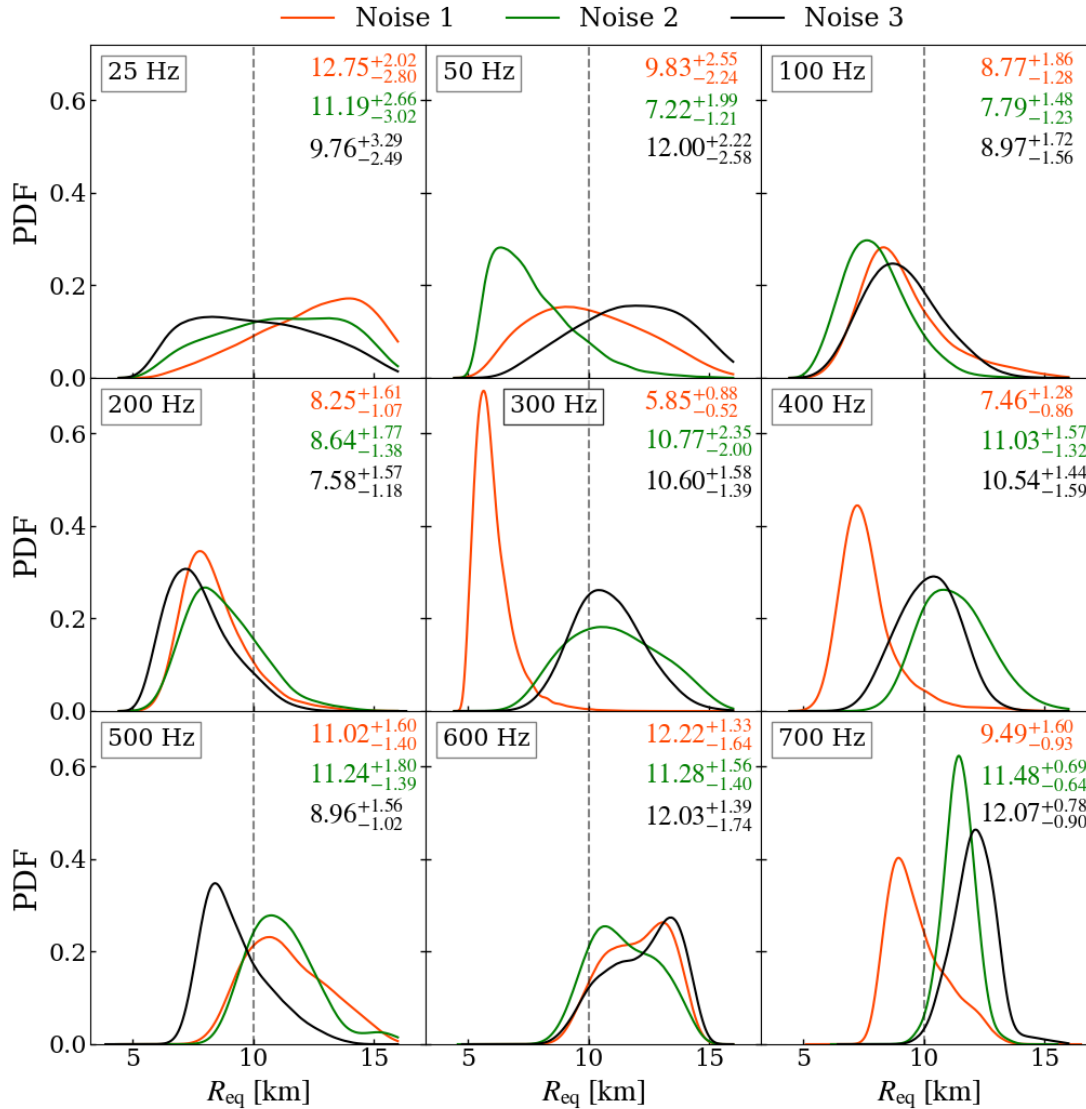 Noise 1 Noise 2 Noise 3
25 Hz
12.75 +2.02 −2.80
11.19 +2.66 −3.02
9.76 +3.29 −2.49
50 Hz
9.83 +2.55 −2.24
7.22 +1.99 −1.21
12.00 +2.22 −2.58
100 Hz
8.77 +1.86 −1.28
7.79 +1.48 −1.23
8.97 +1.72 −1.56
PDF
0.6
0.4
0.2
0.0
200 Hz
8.25 +1.61 −1.07
8.64 +1.77 −1.38
7.58 +1.57 −1.18
300 Hz
5.85 +0.88 −0.52
10.77 +2.35 −2.00
10.60 +1.58 −1.39
400 Hz
7.46 +1.28 −0.86
11.03 +1.57 −1.32
10.54 +1.44 −1.59
PDF
0.6
0.4
0.2
0.0
500 Hz
11.02 +1.60 −1.40
11.24 +1.80 −1.39
8.96 +1.56 −1.02
600 Hz
12.22 +1.33 −1.64
11.28 +1.56 −1.40
12.03 +1.39 −1.74
700 Hz
9.49 +1.60 −0.93
11.48 +0.69 −0.64
12.07 +0.78 −0.90
PDF
0.6
0.4
0.2
0.0
5 10 15 5 10 15 5 10 15
Req [km] Req [km] Req [km]